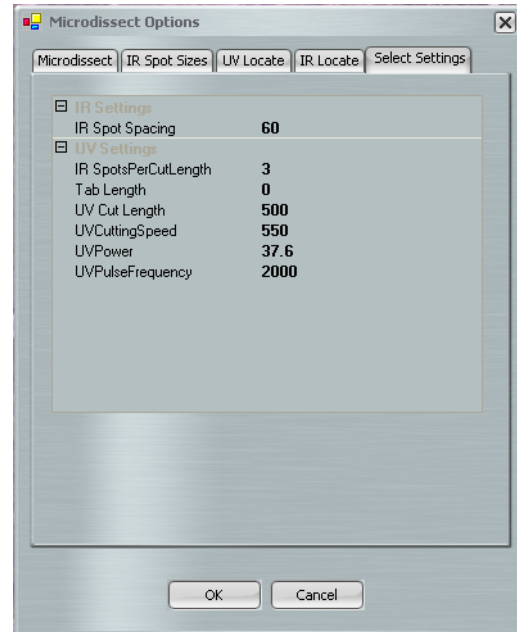 Microdissect Options
Microdissect IR Spot Sizes UV Locate IR Locate Select Settings
IR Settings
IR Spot Spacing 60
UV Settings
IR SpotsPerCutLength 3
Tab Length 0
UV Cut Length 500
UVCuttingSpeed 550
UVPower 37.6
UVPulseFrequency 2000
OK Cancel